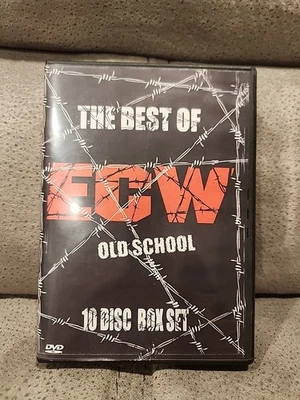 THE BEST OF
ECW
OLD SCHOOL
10 DISC BOX SET
DVD